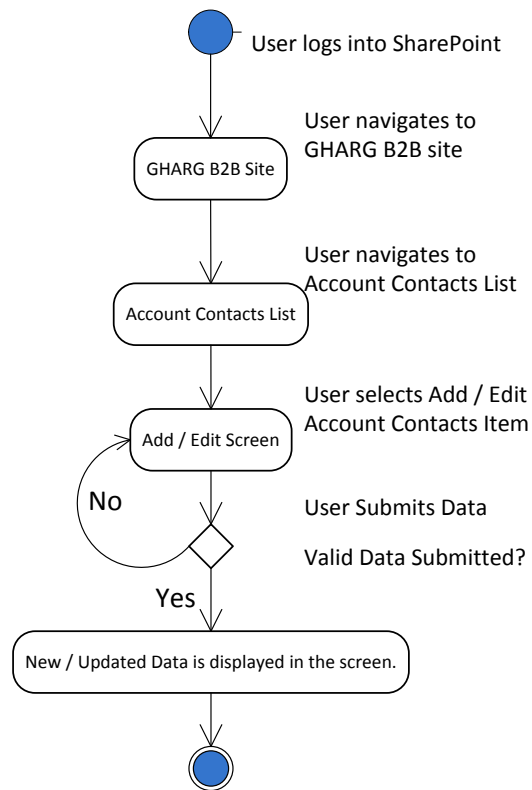 User logs into SharePoint
User navigates to
GHARG B2B site
GHARG B2B Site
User navigates to
Account Contacts List
Account Contacts List
User selects Add / Edit
Account Contacts Item
Add / Edit Screen
No
User Submits Data
Valid Data Submitted?
Yes
New / Updated Data is displayed in the screen.